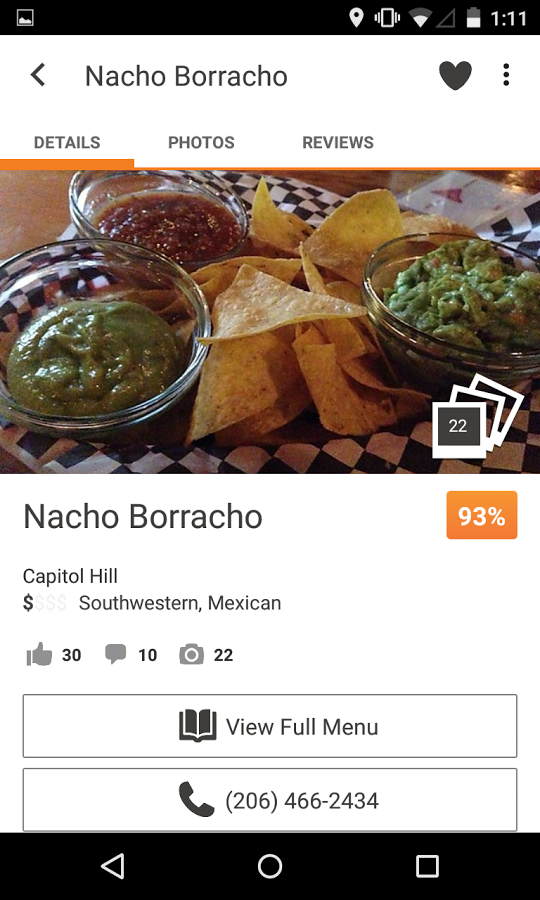 1:11
Nacho Borracho
DETAILS PHOTOS REVIEWS
22
Nacho Borracho
93%
Capitol Hill
$$$$ Southwestern, Mexican
30 10 22
View Full Menu
(206) 466-2434